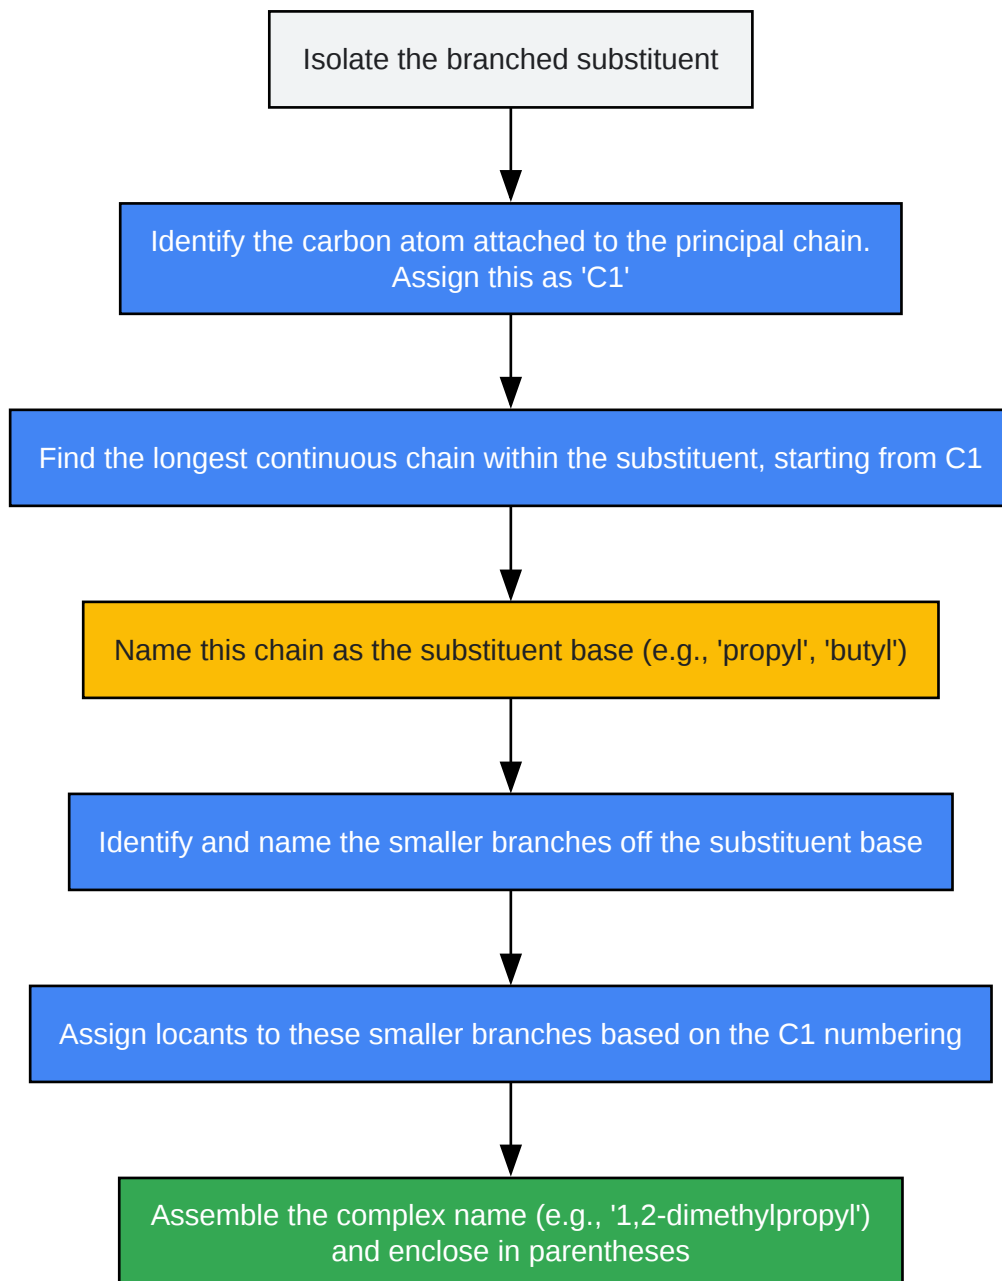 Isolate the branched substituent
Identify the carbon atom attached to the principal chain.
Assign this as 'C1'
Find the longest continuous chain within the substituent, starting from C1
Name this chain as the substituent base (e.g., 'propyl', 'butyl')
Identify and name the smaller branches off the substituent base
Assign locants to these smaller branches based on the C1 numbering
Assemble the complex name (e.g., '1,2-dimethylpropyl')
and enclose in parentheses